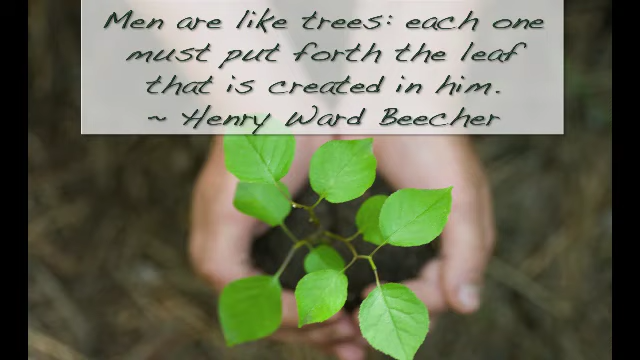 Men are like trees: each one
must put forth the leaf
that is created in him.
~ Henry Ward Beecher